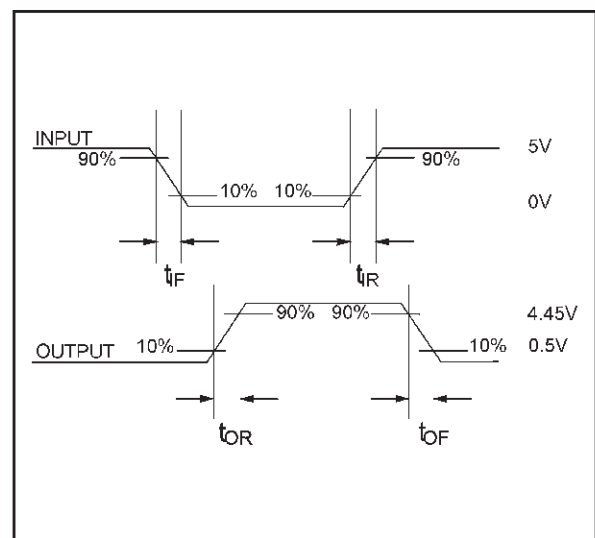 INPUT
90%
10% 10%
90%
5V
0V
tIF
tIR
OUTPUT
10%
90% 90%
10%
4.45V
0.5V
tOR
tOF